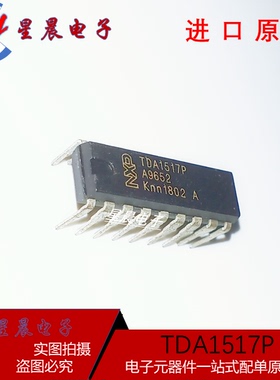 星晨电子
进口原
NXP
TDA1517P
A9652
Knn1802 A
星晨电子
实图拍摄
盗图必究
TDA1517P
电子元器件一站式配单原